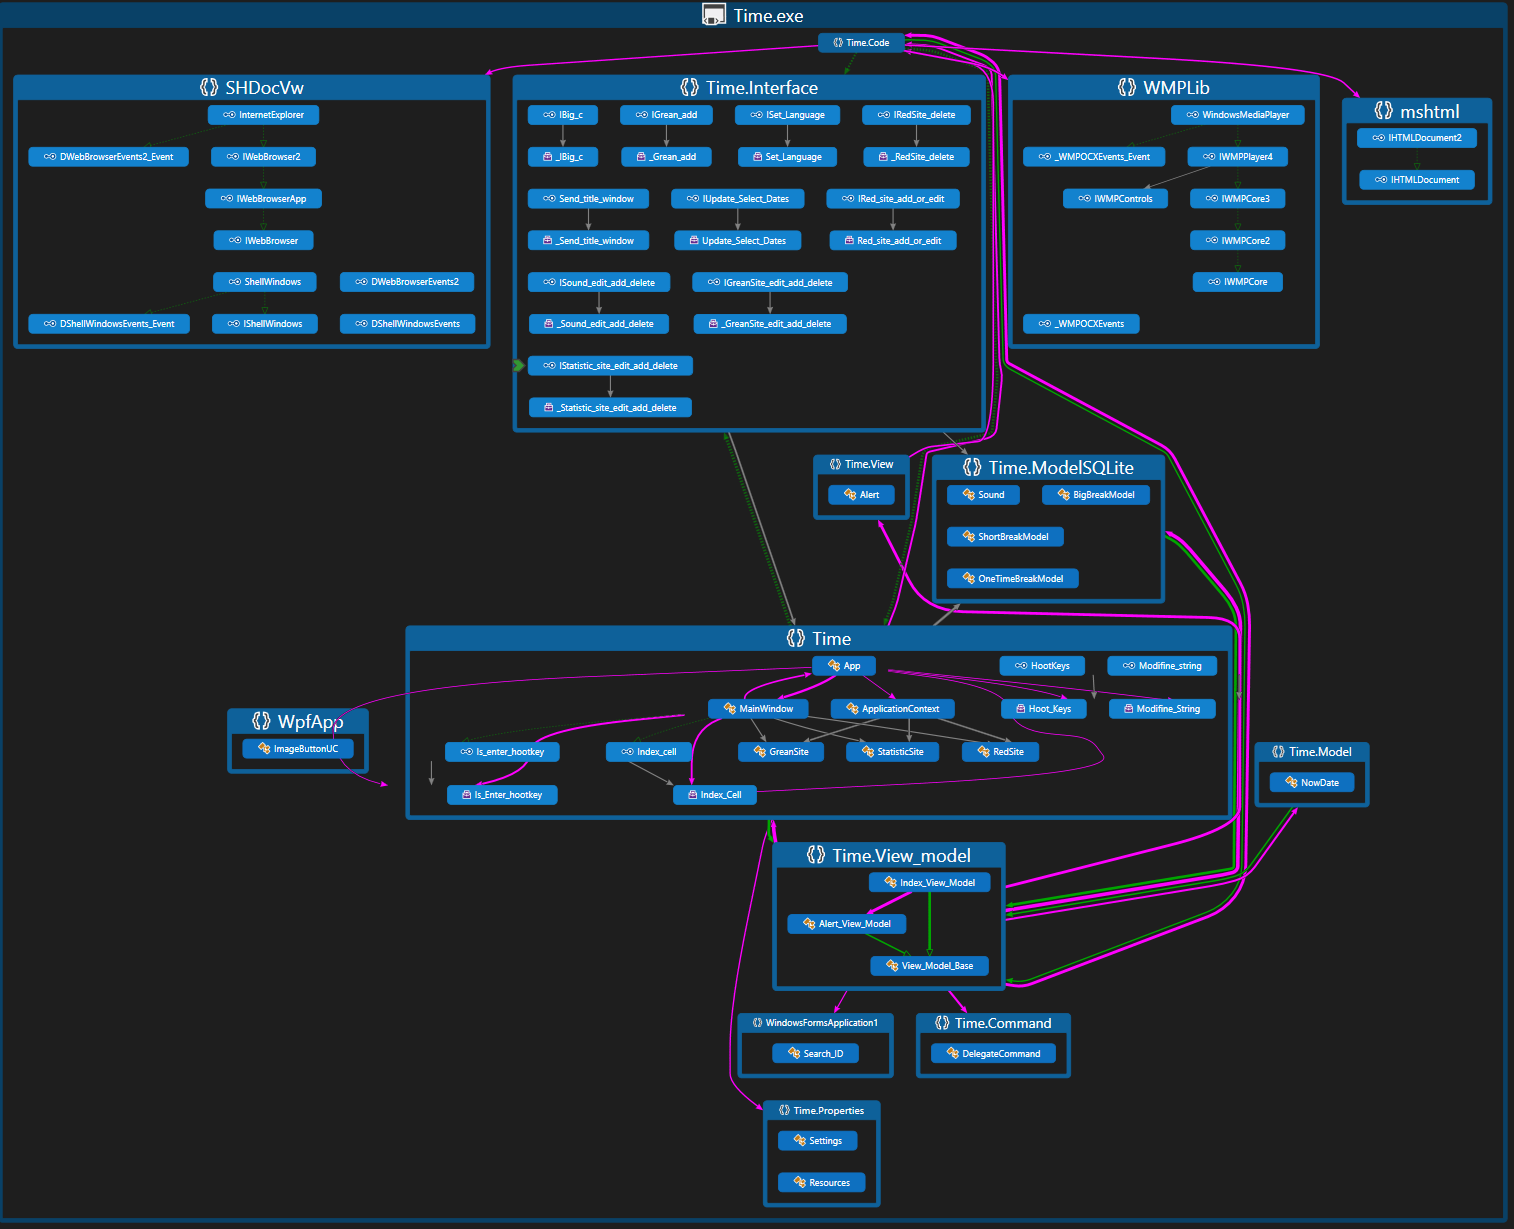 Time.exe
Time.Code
SHDocVw
InternetExplorer
DWebBrowserEvents2_Event
IWebBrowser2
IWebBrowserApp
IWebBrowser
ShellWindows
DWebBrowserEvents2
DShellWindowsEvents_Event
IShellWindows
DShellWindowsEvents
Time.Interface
IBig_c
IGrean_add
ISet_Language
IRedSite_delete
_IBig_c
_Grean_add
Set_Language
_RedSite_delete
Send_title_window
IUpdate_Select_Dates
IRed_site_add_or_edit
_Send_title_window
Update_Select_Dates
Red_site_add_or_edit
ISound_edit_add_delete
IGreanSite_edit_add_delete
_Sound_edit_add_delete
_GreanSite_edit_add_delete
IStatistic_site_edit_add_delete
_Statistic_site_edit_add_delete
WMPLib
WindowsMediaPlayer
_WMPOCXEvents_Event
IWMPPlayer4
IWMPControls
IWMPCore3
IWMPCore2
IWMPCore
_WMPOCXEvents
mshtml
IHTMLDocument2
IHTMLDocument
Time.View
Alert
Time.ModelSQLite
Sound
BigBreakModel
ShortBreakModel
OneTimeBreakModel
Time
App
HootKeys
Modifine_string
MainWindow
ApplicationContext
Hoot_Keys
Modifine_String
Is_enter_hootkey
Index_cell
GreanSite
StatisticSite
RedSite
Is_Enter_hootkey
Index_Cell
WpfApp
ImageButtonUC
Time.Model
NowDate
Time.View_model
Index_View_Model
Alert_View_Model
View_Model_Base
WindowsFormsApplication1
Search_ID
Time.Command
DelegateCommand
Time.Properties
Settings
Resources